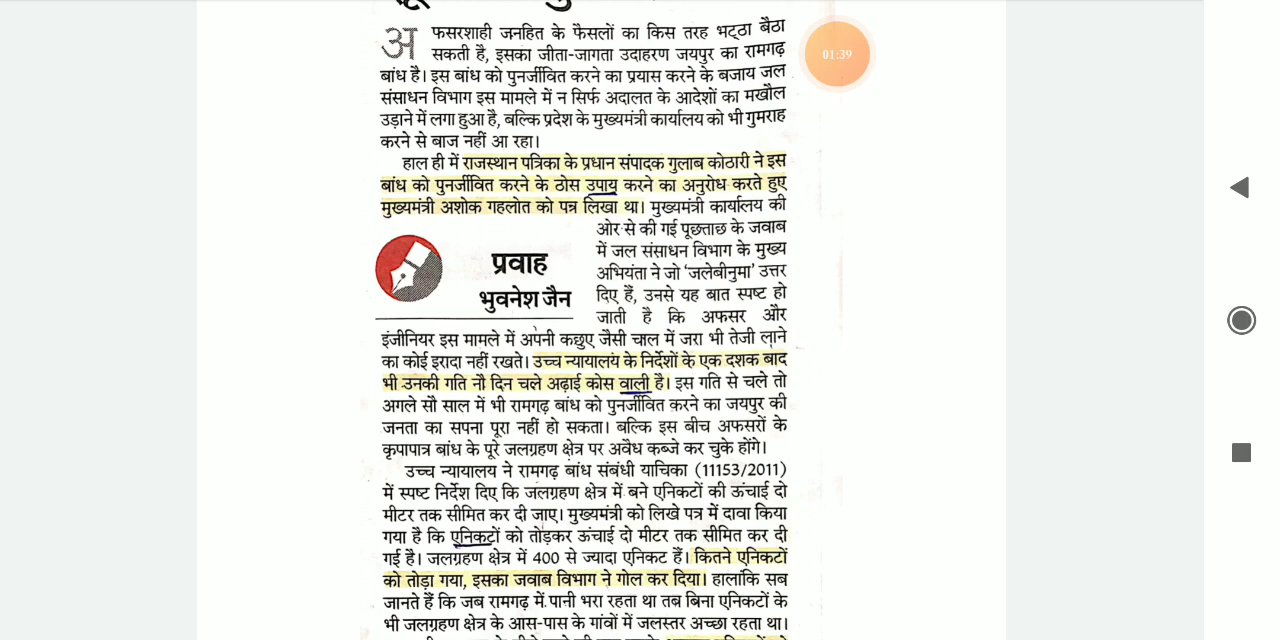 01:39
अफसरशाही जनहित के फैसलों का किस तरह भट्ठा बैठा
सकती है, इसका जीता-जागता उदाहरण जयपुर का रामगढ़
बांध है। इस बांध को पुनर्जीवित करने का प्रयास करने के बजाय जल
संसाधन विभाग इस मामले में न सिर्फ अदालत के आदेशों का मखौल
उड़ाने में लगा हुआ है, बल्कि प्रदेश के मुख्यमंत्री कार्यालय को भी गुमराह
करने से बाज नहीं आ रहा।
हाल ही में राजस्थान पत्रिका के प्रधान संपादक गुलाब कोठारी ने इस
बांध को पुनर्जीवित करने के ठोस उपाय करने का अनुरोध करते हुए
मुख्यमंत्री अशोक गहलोत को पत्र लिखा था। मुख्यमंत्री कार्यालय की
ओर से की गई पूछताछ के जवाब
में जल संसाधन विभाग के मुख्य
अभियंता ने जो 'जलेबीनुमा' उत्तर
दिए हैं, उनसे यह बात स्पष्ट हो
जाती है कि अफसर और
प्रवाह
भुवनेश जैन
इंजीनियर इस मामले में अपनी कछुए जैसी चाल में जरा भी तेजी लाने
का कोई इरादा नहीं रखते। उच्च न्यायालय के निर्देशों के एक दशक बाद
भी उनकी गति नौ दिन चले अढ़ाई कोस वाली है। इस गति से चले तो
अगले सौ साल में भी रामगढ़ बांध को पुनर्जीवित करने का जयपुर की
जनता का सपना पूरा नहीं हो सकता। बल्कि इस बीच अफसरों के
कृपापात्र बांध के पूरे जलग्रहण क्षेत्र पर अवैध कब्जे कर चुके होंगे।
उच्च न्यायालय ने रामगढ़ बांध संबंधी याचिका (11153/2011)
में स्पष्ट निर्देश दिए कि जलग्रहण क्षेत्र में बने एनिकटों की ऊंचाई दो
मीटर तक सीमित कर दी जाए। मुख्यमंत्री को लिखे पत्र में दावा किया
गया है कि एनिकटों को तोड़कर ऊंचाई दो मीटर तक सीमित कर दी
गई है। जलग्रहण क्षेत्र में 400 से ज्यादा एनिकट हैं। कितने एनिकटों
को तोड़ा गया, इसका जवाब विभाग ने गोल कर दिया। हालांकि सब
जानते हैं कि जब रामगढ़ में पानी भरा रहता था तब बिना एनिकटों के
भी जलग्रहण क्षेत्र के आस-पास के गांवों में जलस्तर अच्छा रहता था।